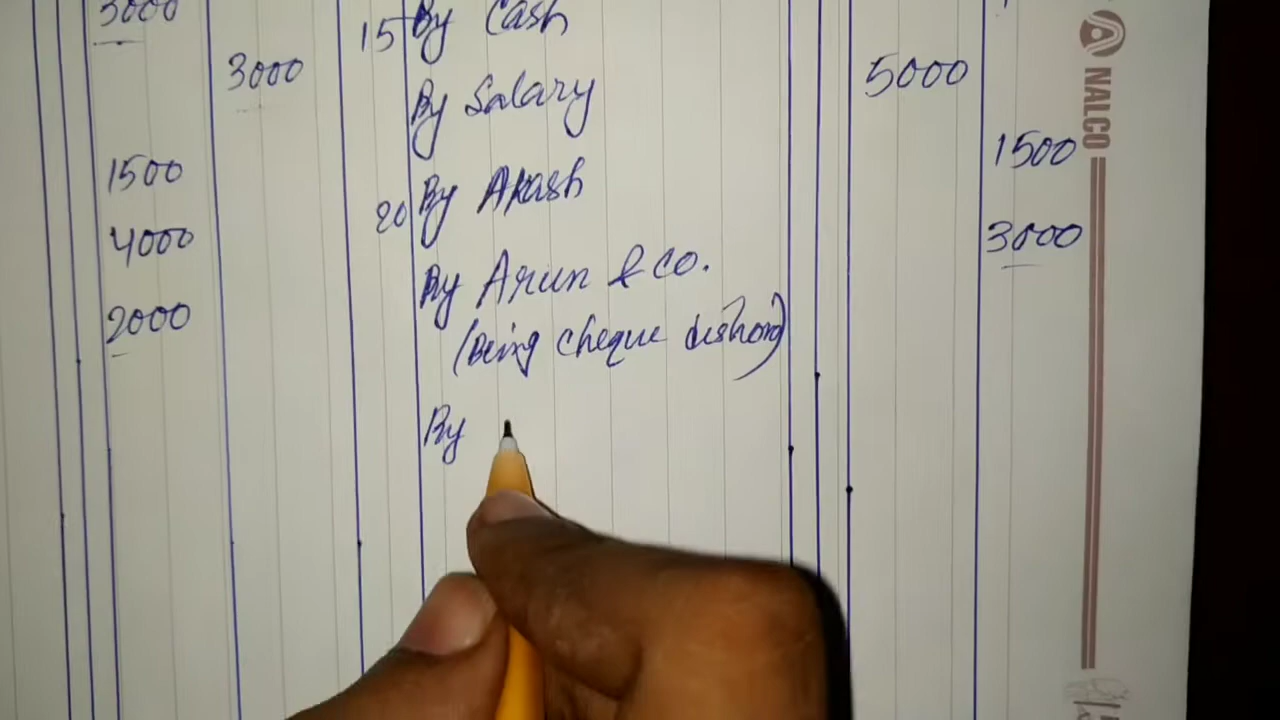 3000 15 By Cash
3000 By Salary 5000
1500 20 By Akash 1500
4000 By Arun & Co. 3000
2000 (Being cheque dishond)
By
NALCO